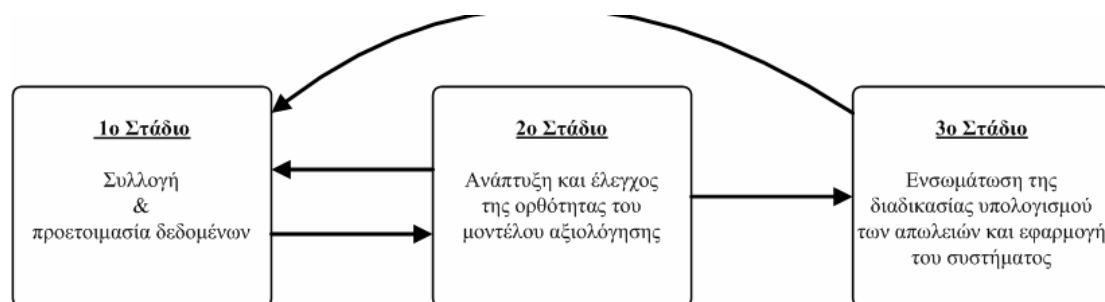 1ο Στάδιο
Συλλογή
&
προετοιμασία δεδομένων
2ο Στάδιο
Ανάπτυξη και έλεγχος
της ορθότητας του
μοντέλου αξιολόγησης
3ο Στάδιο
Ενσωμάτωση της
διαδικασίας υπολογισμού
των απωλειών και εφαρμογή
του συστήματος